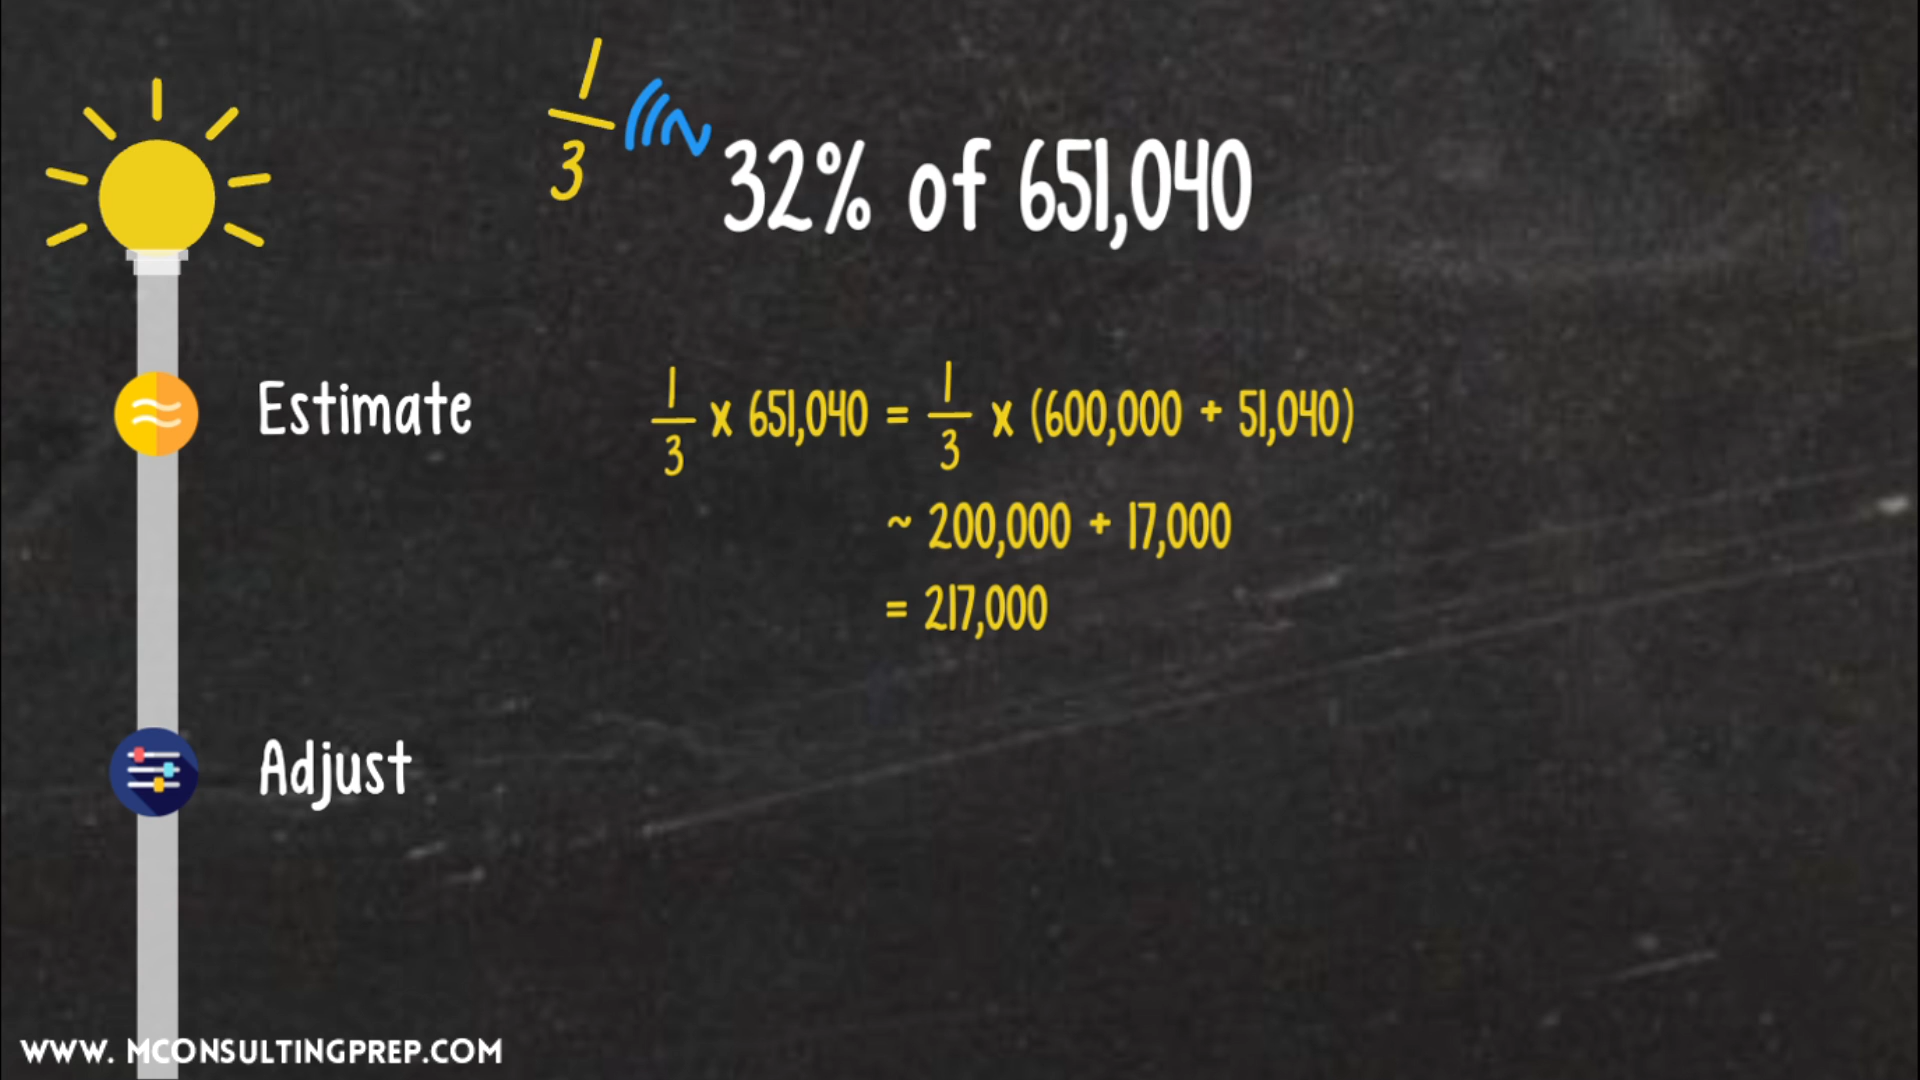 1/3
32% of 651,040
Estimate
1/3 x 651,040 = 1/3 x (600,000 + 51,040)
~ 200,000 + 17,000
= 217,000
Adjust
WWW. MCONSULTINGPREP.COM